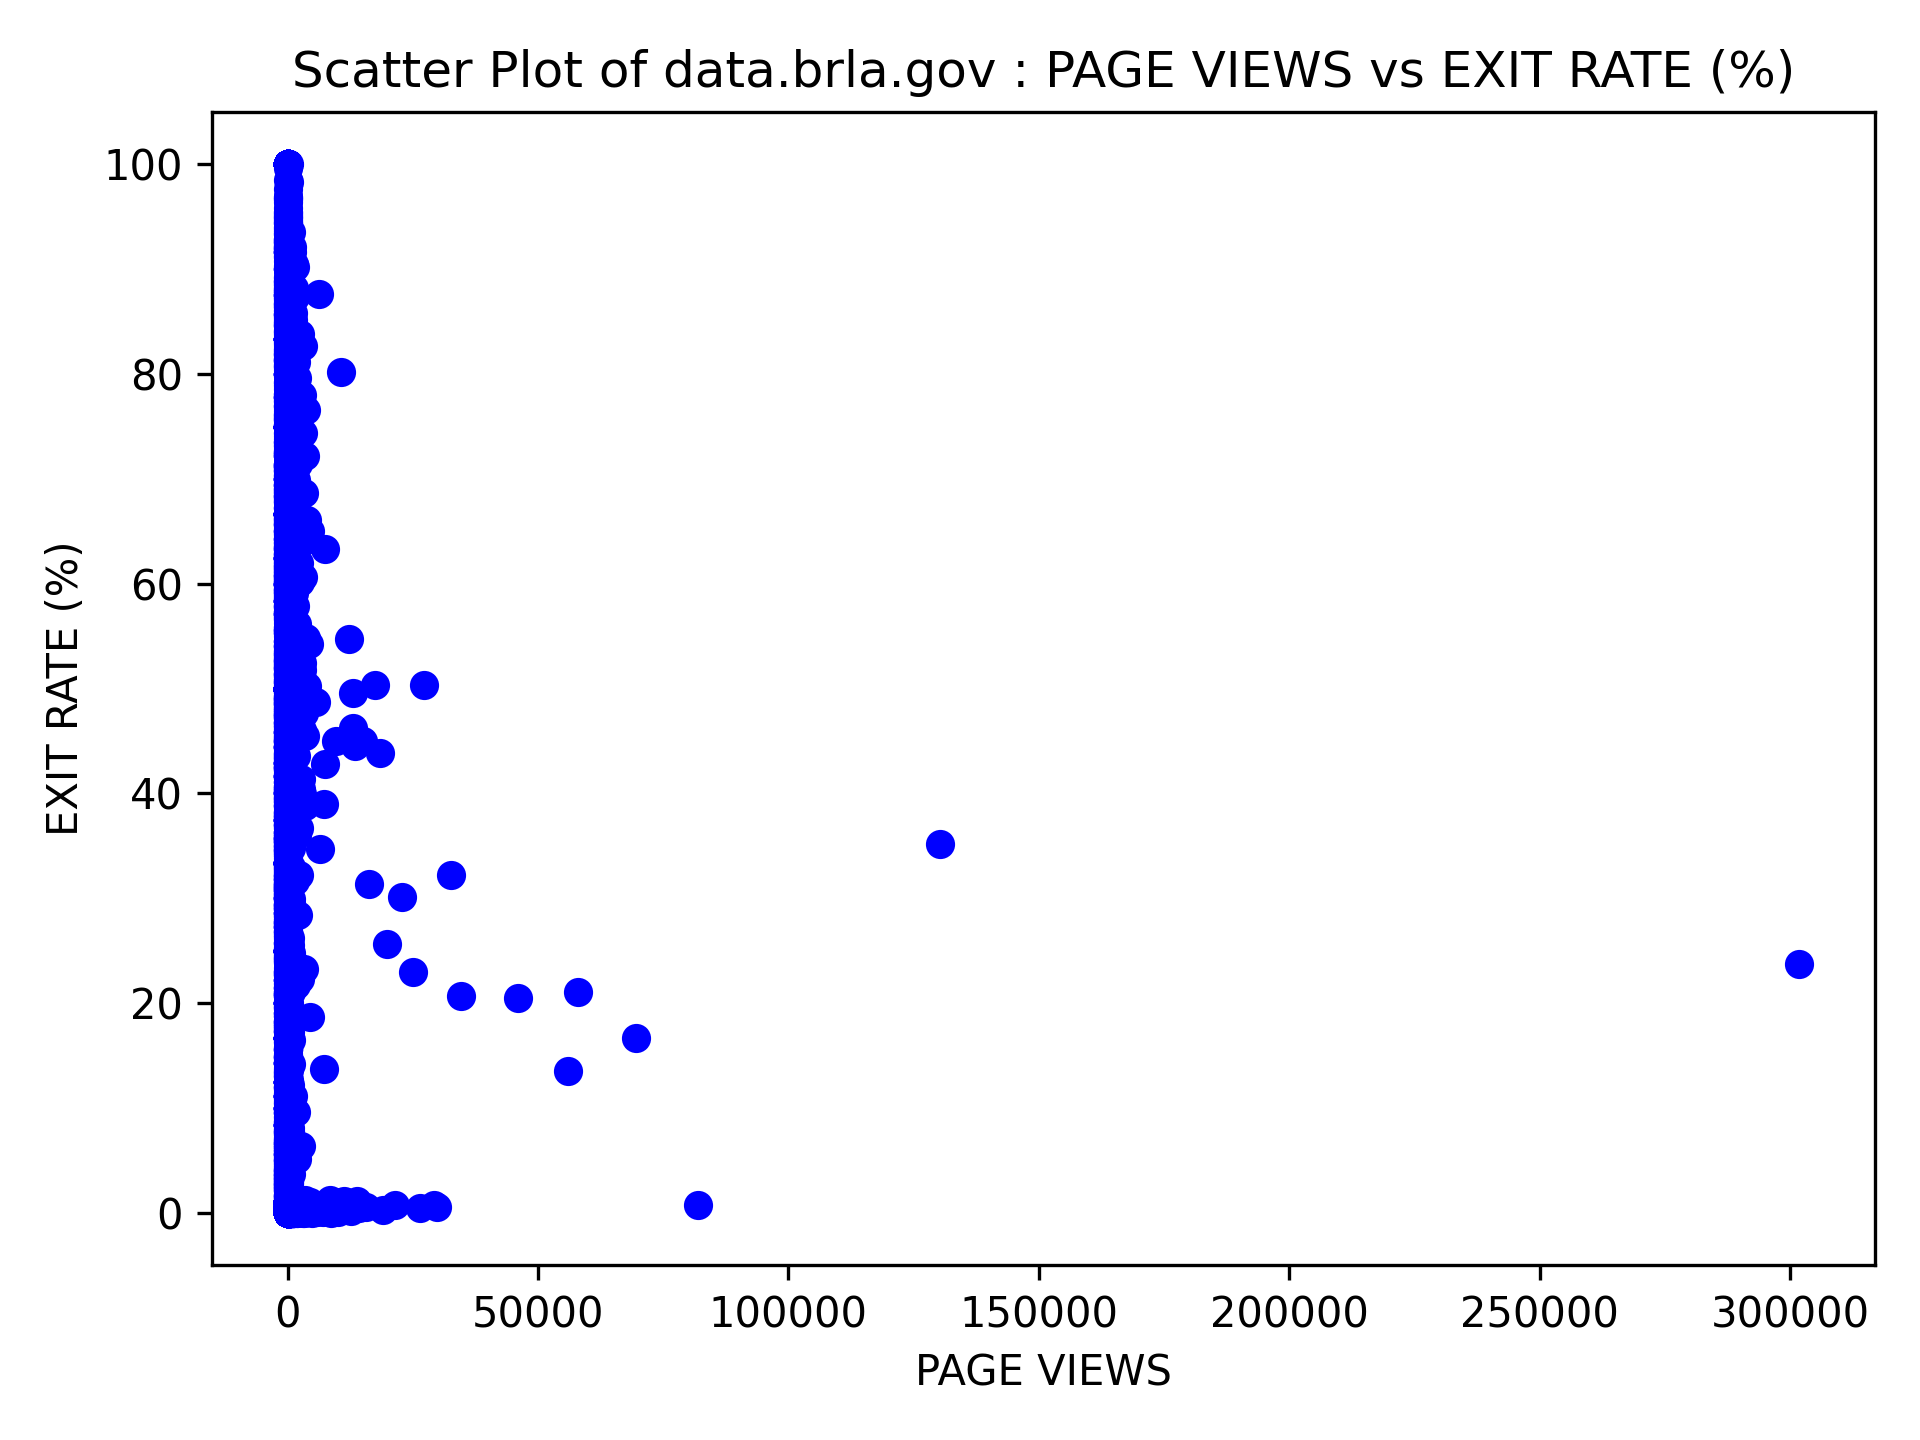 Scatter Plot of data.brla.gov : PAGE VIEWS vs EXIT RATE (%)
100
80
60
40
20
0
EXIT RATE (%)
0 50000 100000 150000 200000 250000 300000
PAGE VIEWS